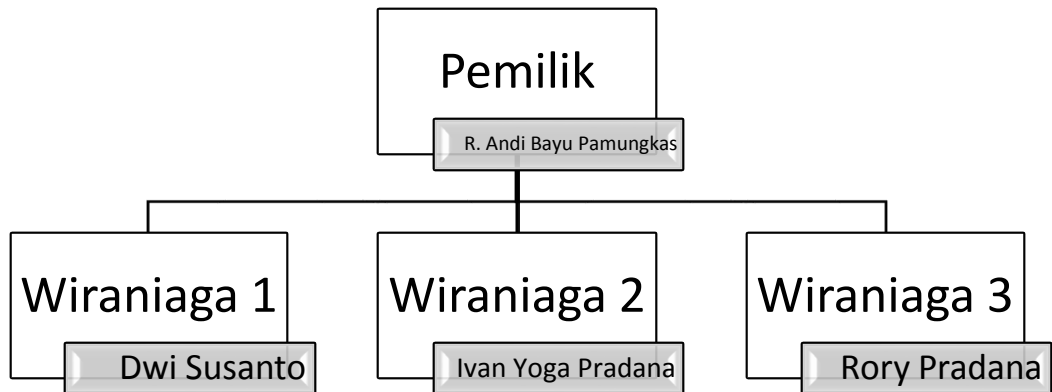 Pemilik
R. Andi Bayu Pamungkas
Wiraniaga 1
Wiraniaga 2
Wiraniaga 3
Dwi Susanto
Ivan Yoga Pradana
Rory Pradana